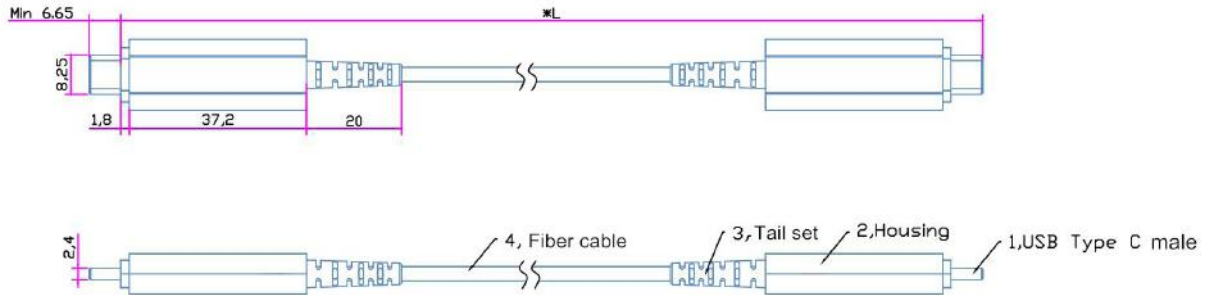 Min 6.65
*L
8,25
1,8
37,2
20
2,4
4, Fiber cable
3,Tail set
2,Housing
1,USB Type C male